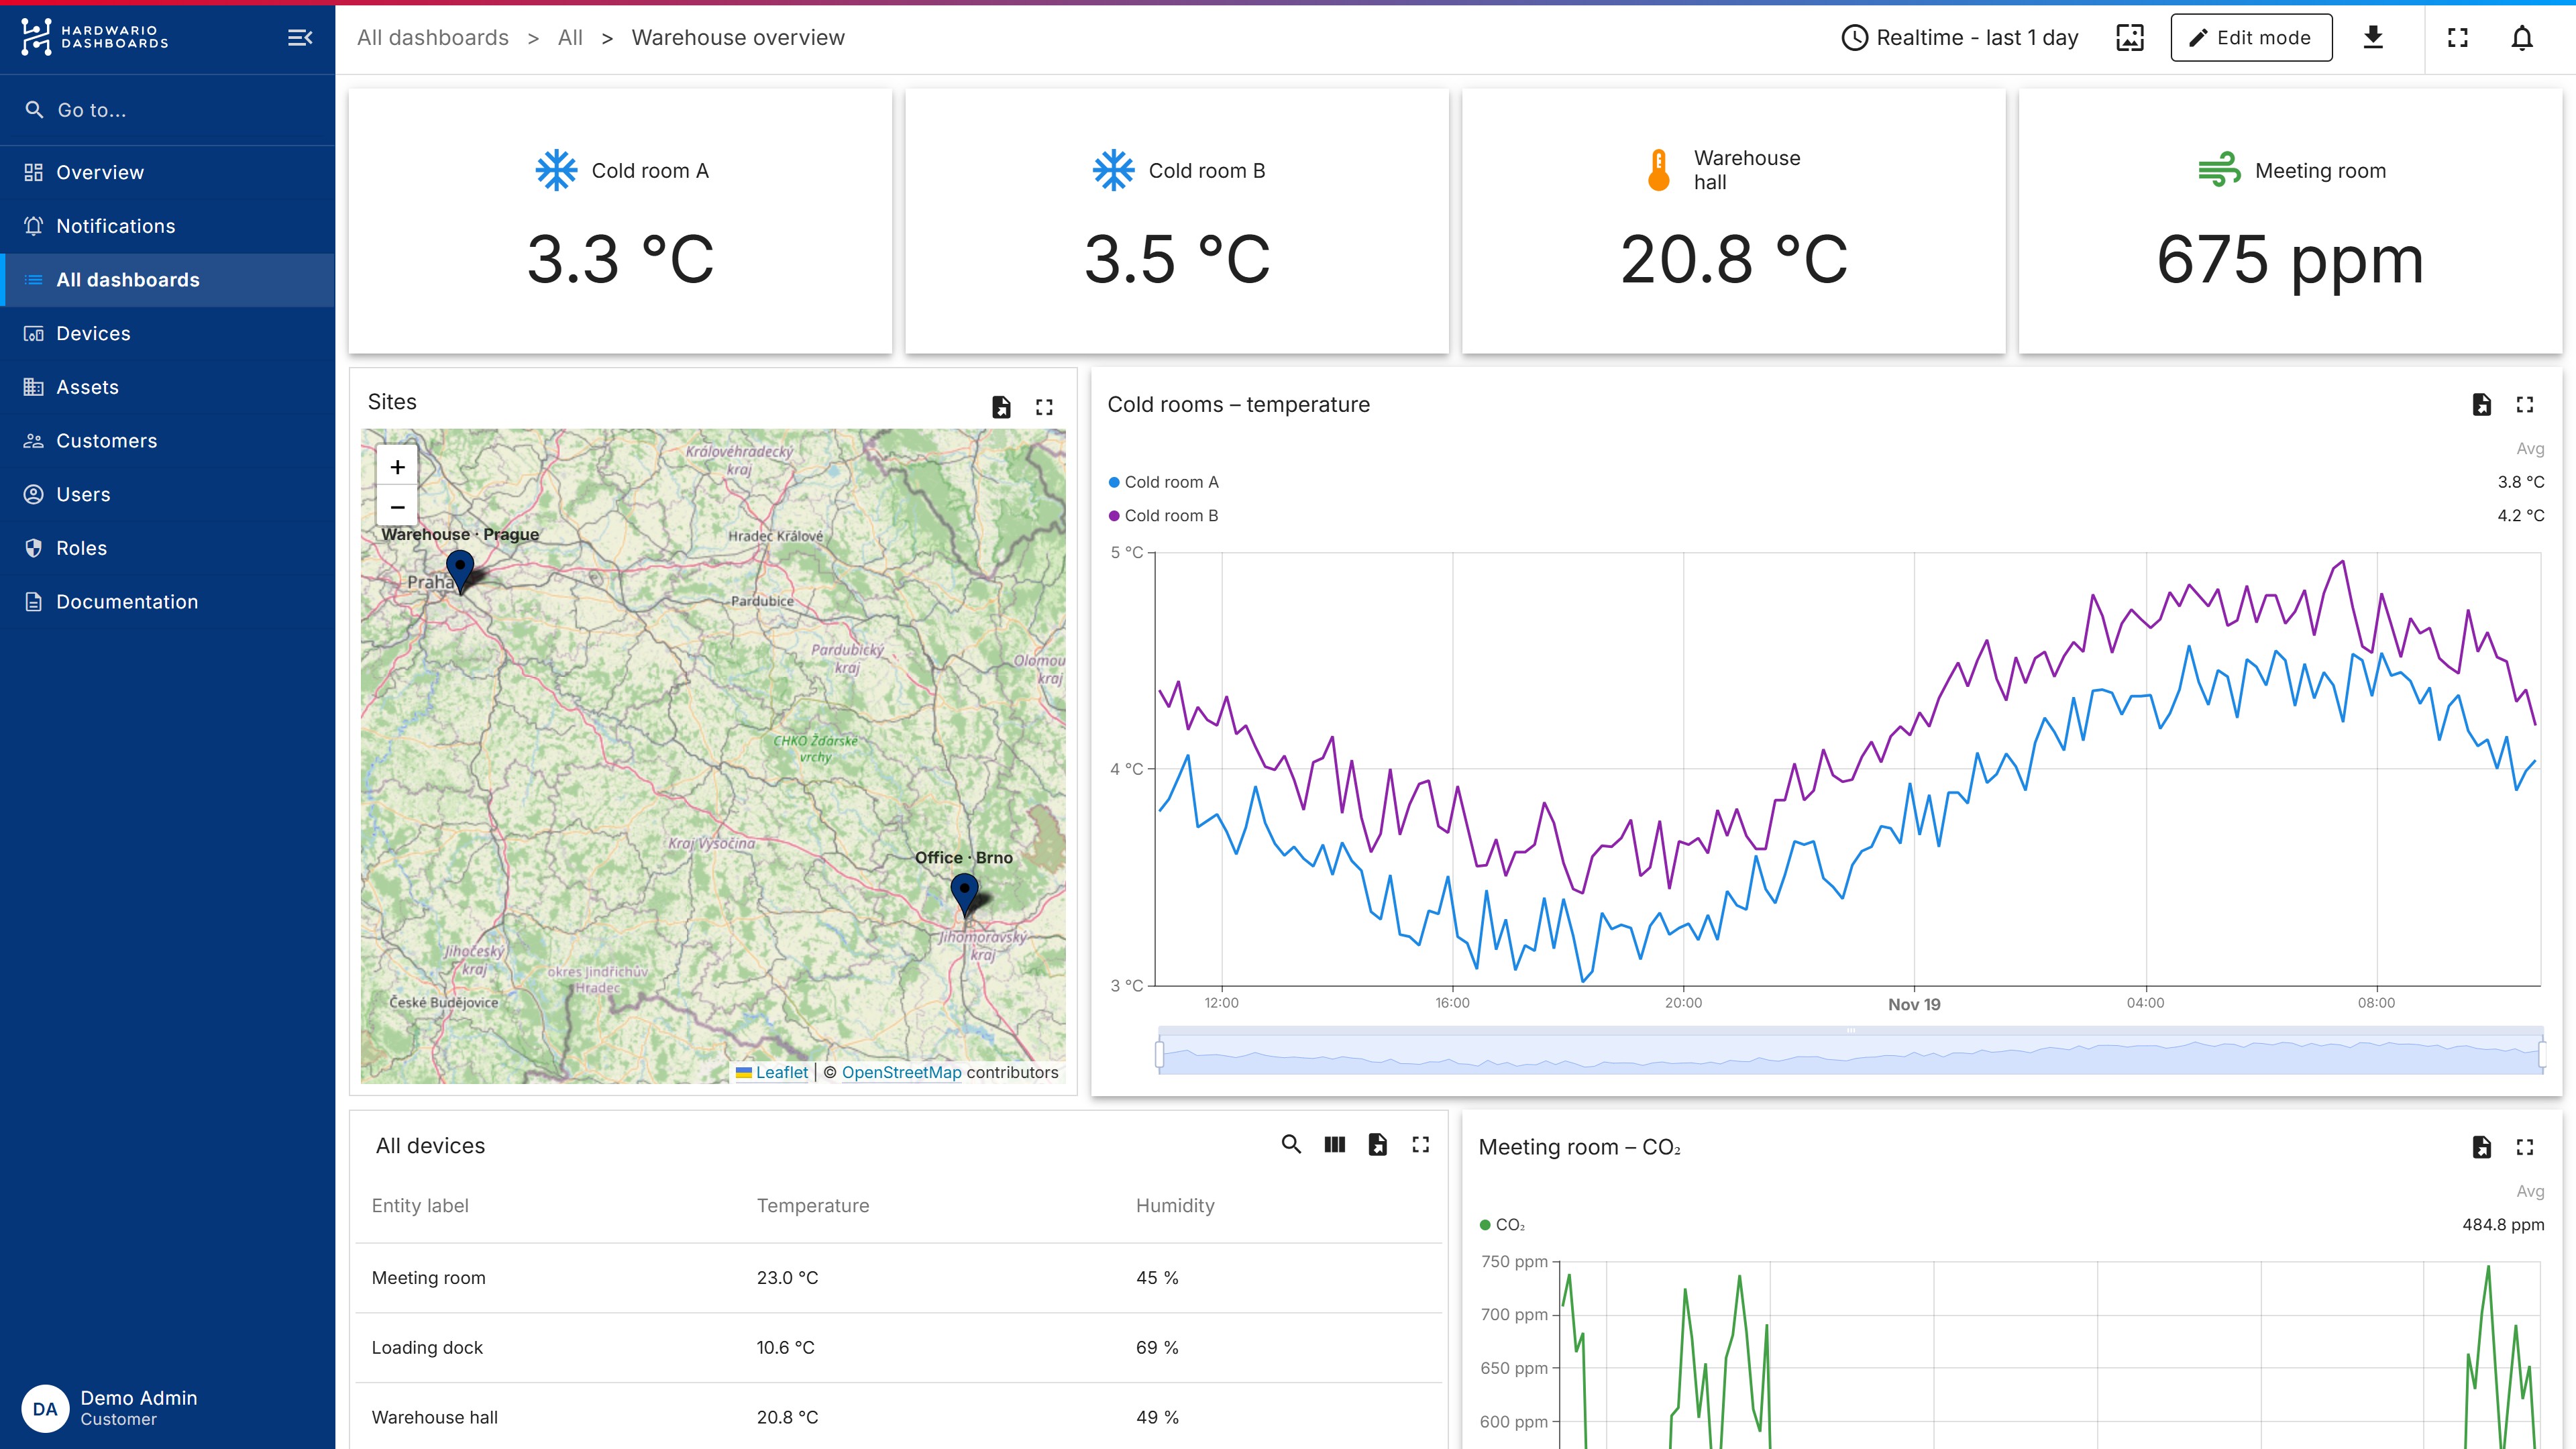 HARDWARIO
DASHBOARDS
All dashboards > All > Warehouse overview
Realtime - last 1 day
Edit mode
Go to...
Overview
Notifications
All dashboards
Devices
Assets
Customers
Users
Roles
Documentation
DA
Demo Admin
Customer
Cold room A
3.3 °C
Cold room B
3.5 °C
Warehouse
hall
20.8 °C
Meeting room
675 ppm
Sites
+
−
Královéhradecký
kraj
Warehouse · Prague
Hradec Králové
Praha
Pardubice
Pardubický
kraj
Olomou
kraj
CHKO Žďárské
vrchy
Kraj Vysočina
Office · Brno
Jihomoravský
kraj
Jihočeský
kraj
okres Jindřichův
Hradec
České Budějovice
Leaflet | © OpenStreetMap contributors
Cold rooms – temperature
Avg
Cold room A 3.8 °C
Cold room B 4.2 °C
5 °C
4 °C
3 °C
12:00 16:00 20:00 Nov 19 04:00 08:00
All devices
Entity label Temperature Humidity
Meeting room 23.0 °C 45 %
Loading dock 10.6 °C 69 %
Warehouse hall 20.8 °C 49 %
Meeting room – CO₂
Avg
CO₂ 484.8 ppm
750 ppm
700 ppm
650 ppm
600 ppm